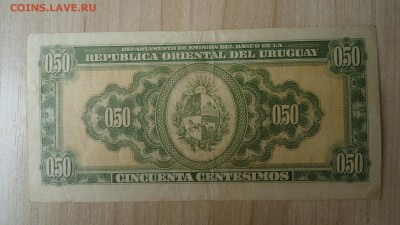 COINS.LAVE.RU
DEPARTAMENTO DE EMISIÓN DEL BANCO DE LA
REPUBLICA ORIENTAL DEL URUGUAY
0.50 0.50
0.50 0.50
0.50 0.50
CINCUENTA CENTESIMOS